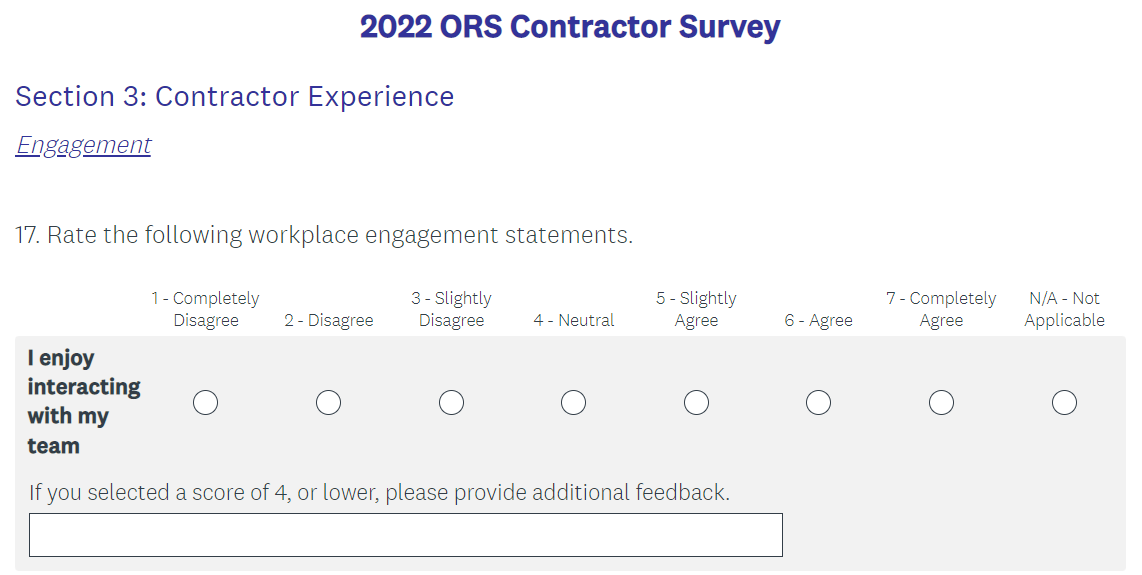 2022 ORS Contractor Survey
Section 3: Contractor Experience
Engagement
17. Rate the following workplace engagement statements.
1 - Completely Disagree
2 - Disagree
3 - Slightly Disagree
4 - Neutral
5 - Slightly Agree
6 - Agree
7 - Completely Agree
N/A - Not Applicable
I enjoy
interacting
with my
team
If you selected a score of 4, or lower, please provide additional feedback.